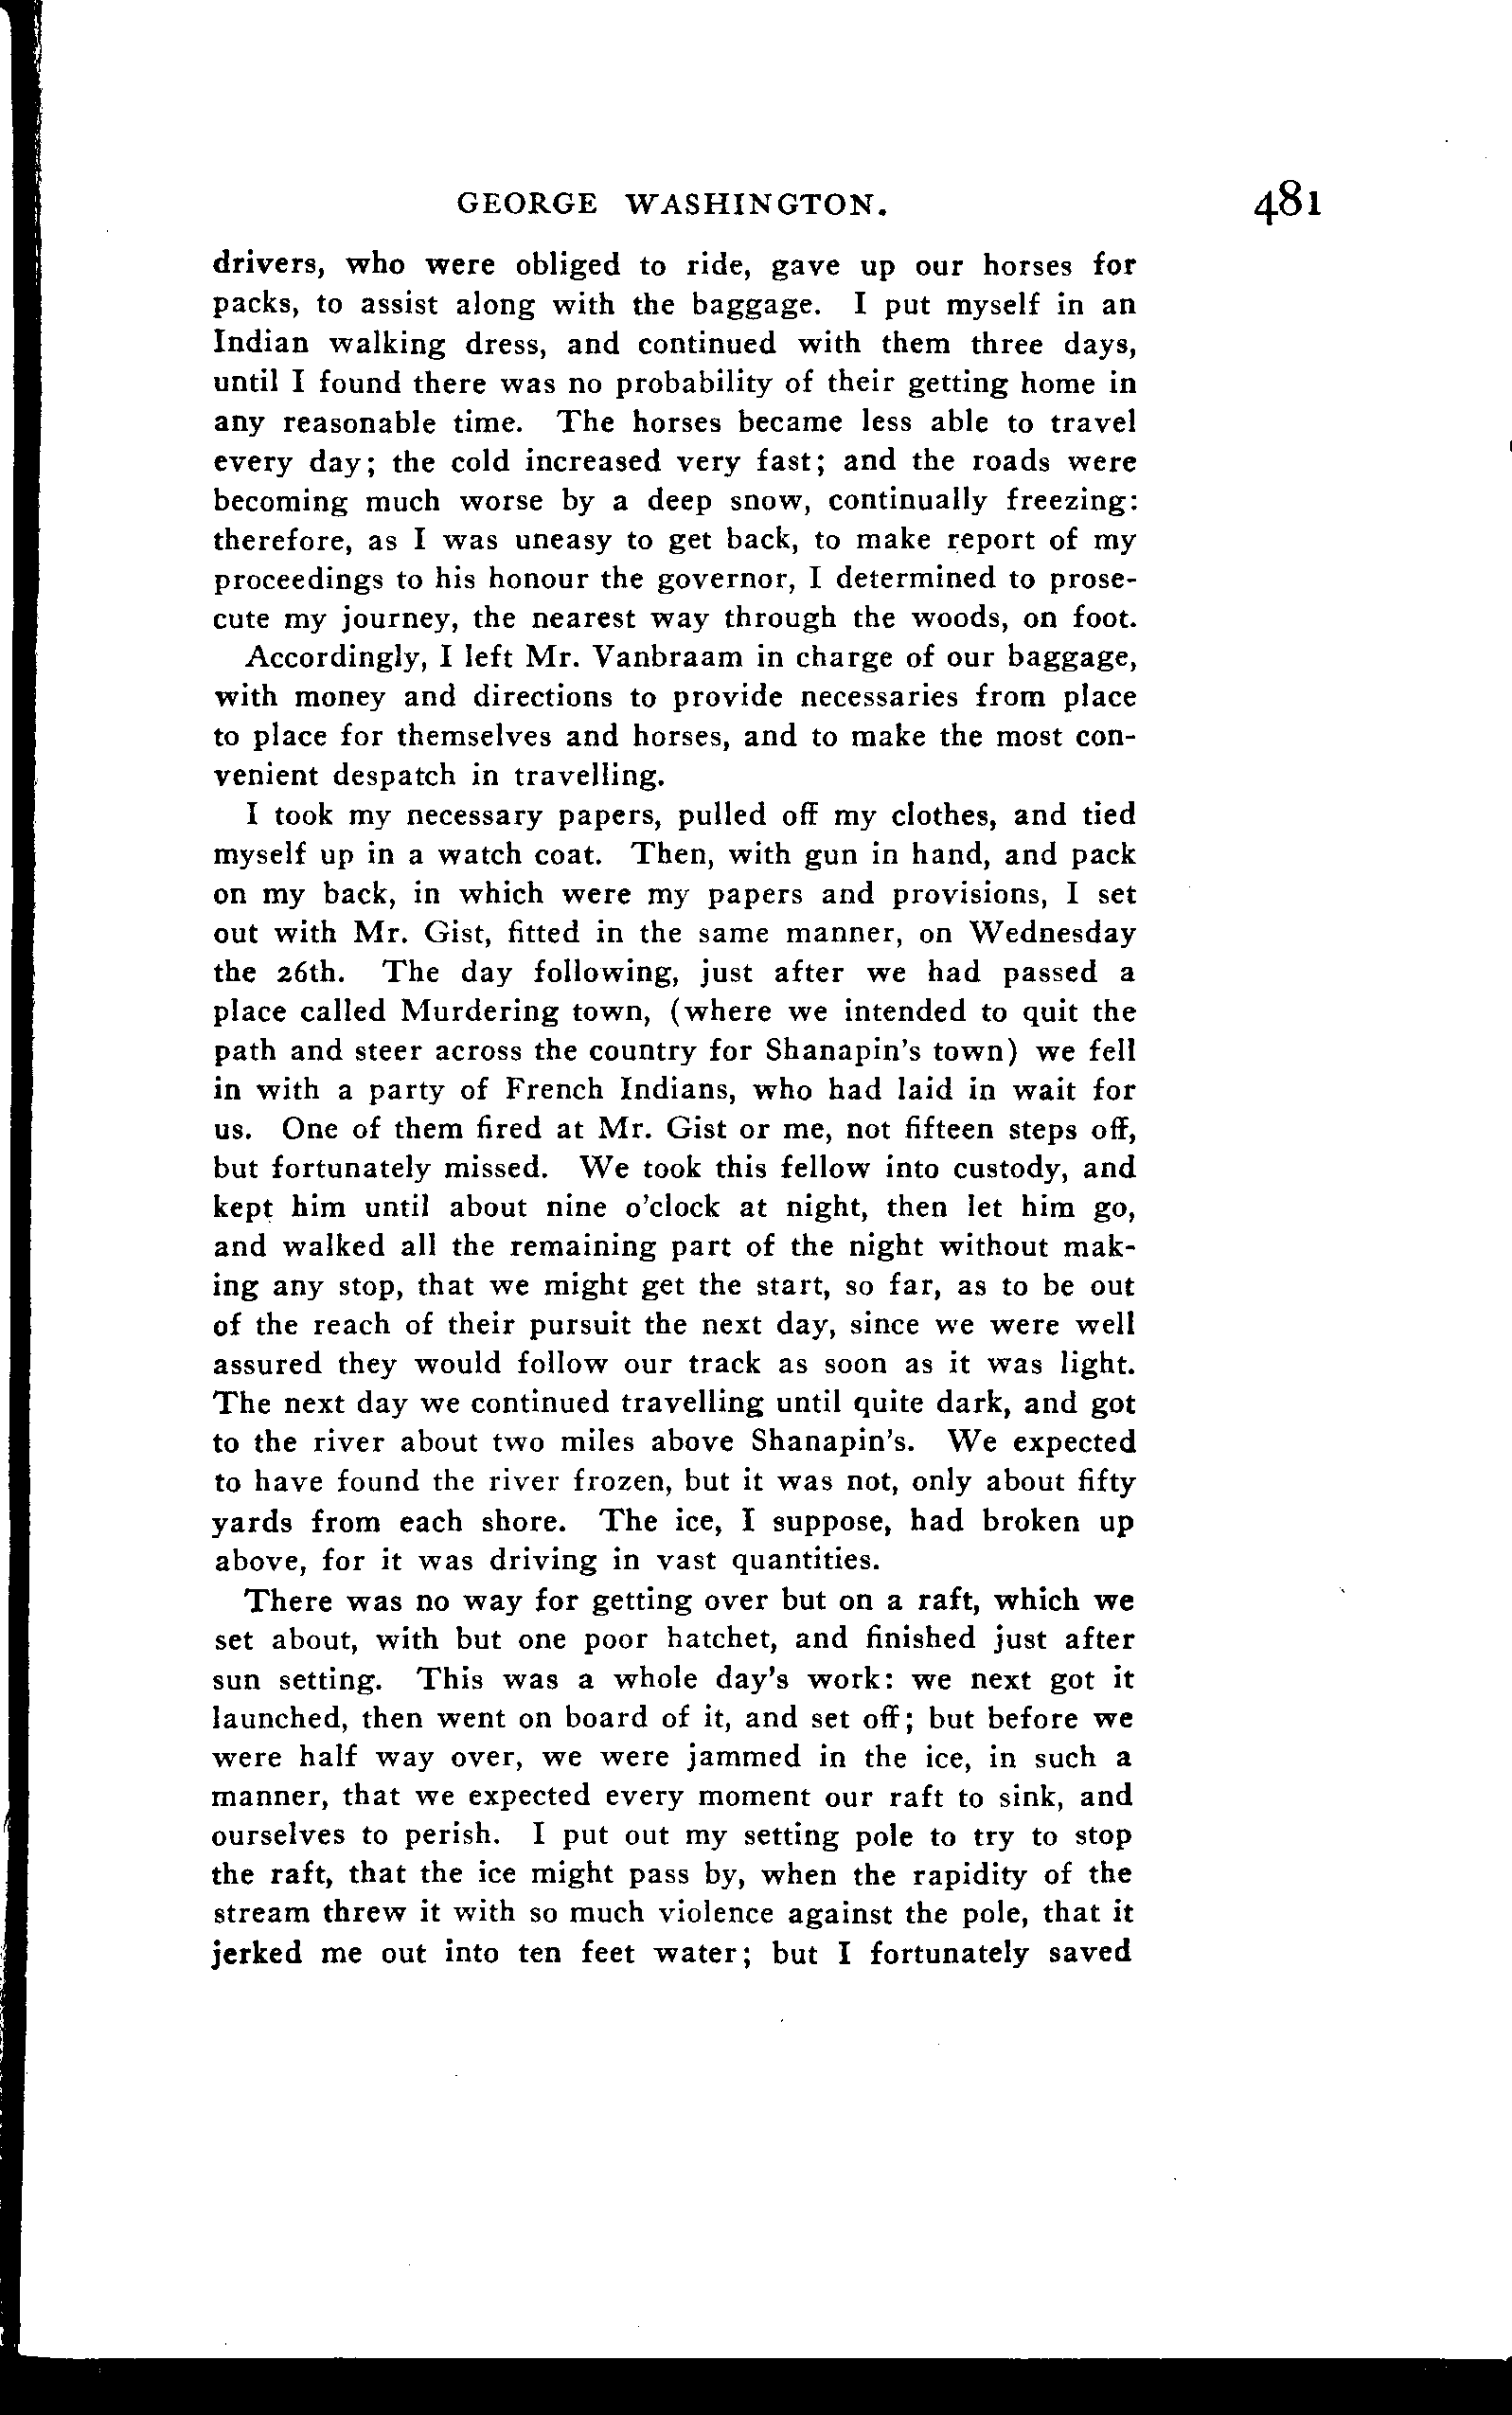 GEORGE WASHINGTON. 481
drivers, who were obliged to ride, gave up our horses for
packs, to assist along with the baggage. I put myself in an
Indian walking dress, and continued with them three days,
until I found there was no probability of their getting home in
any reasonable time. The horses became less able to travel
every day; the cold increased very fast; and the roads were
becoming much worse by a deep snow, continually freezing:
therefore, as I was uneasy to get back, to make report of my
proceedings to his honour the governor, I determined to prose-
cute my journey, the nearest way through the woods, on foot.
Accordingly, I left Mr. Vanbraam in charge of our baggage,
with money and directions to provide necessaries from place
to place for themselves and horses, and to make the most con-
venient despatch in travelling.
I took my necessary papers, pulled off my clothes, and tied
myself up in a watch coat. Then, with gun in hand, and pack
on my back, in which were my papers and provisions, I set
out with Mr. Gist, fitted in the same manner, on Wednesday
the 26th. The day following, just after we had passed a
place called Murdering town, (where we intended to quit the
path and steer across the country for Shanapin's town) we fell
in with a party of French Indians, who had laid in wait for
us. One of them fired at Mr. Gist or me, not fifteen steps off,
but fortunately missed. We took this fellow into custody, and
kept him until about nine o'clock at night, then let him go,
and walked all the remaining part of the night without mak-
ing any stop, that we might get the start, so far, as to be out
of the reach of their pursuit the next day, since we were well
assured they would follow our track as soon as it was light.
The next day we continued travelling until quite dark, and got
to the river about two miles above Shanapin's. We expected
to have found the river frozen, but it was not, only about fifty
yards from each shore. The ice, I suppose, had broken up
above, for it was driving in vast quantities.
There was no way for getting over but on a raft, which we
set about, with but one poor hatchet, and finished just after
sun setting. This was a whole day's work: we next got it
launched, then went on board of it, and set off; but before we
were half way over, we were jammed in the ice, in such a
manner, that we expected every moment our raft to sink, and
ourselves to perish. I put out my setting pole to try to stop
the raft, that the ice might pass by, when the rapidity of the
stream threw it with so much violence against the pole, that it
jerked me out into ten feet water; but I fortunately saved